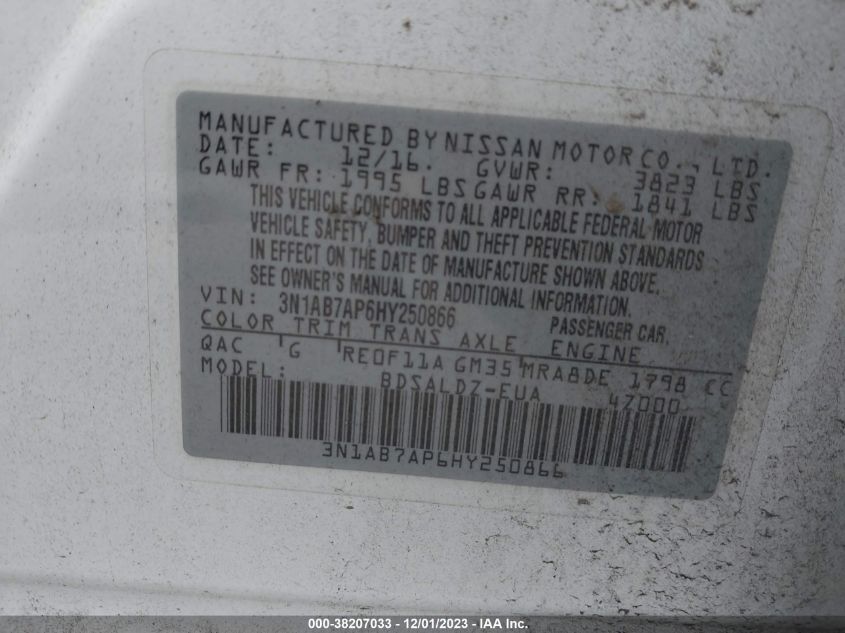 MANUFACTURED BY NISSAN MOTOR CO., LTD.
DATE: 12/16. GVWR: 3823 LBS
GAWR FR: 1995 LBS GAWR RR: 1841 LBS
THIS VEHICLE CONFORMS TO ALL APPLICABLE FEDERAL MOTOR
VEHICLE SAFETY, BUMPER AND THEFT PREVENTION STANDARDS
IN EFFECT ON THE DATE OF MANUFACTURE SHOWN ABOVE.
SEE OWNER'S MANUAL FOR ADDITIONAL INFORMATION.
VIN: 3N1AB7AP6HY250866 PASSENGER CAR.
COLOR TRIM TRANS AXLE ENGINE
QAC G RE0F11A GM35 MRA8DE 1798 CC
MODEL: BDSALDZ-EUA 47000
3N1AB7AP6HY250866
000-38207033 - 12/01/2023 - IAA Inc.